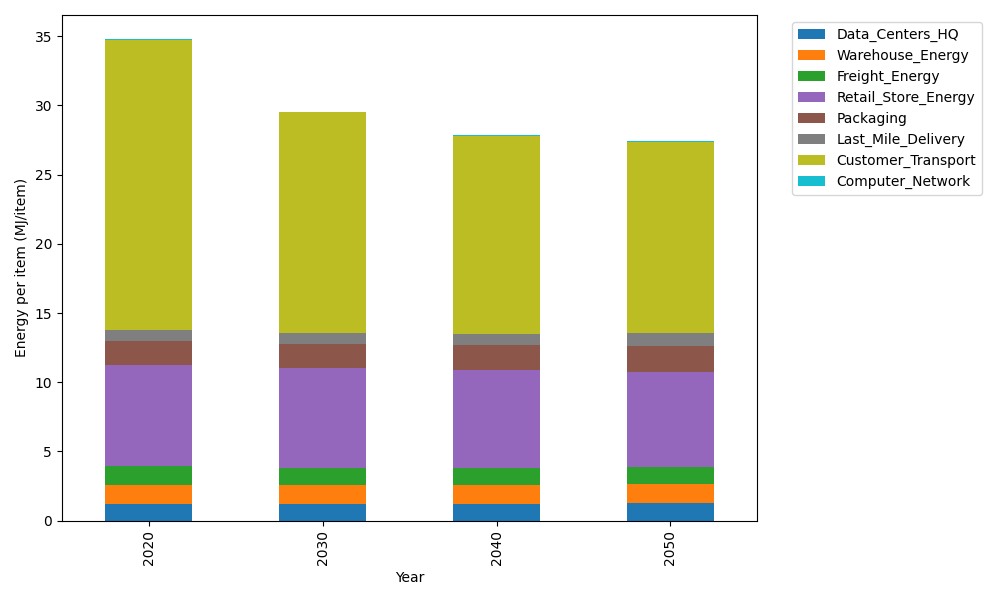 35
30
25
20
15
10
5
0
Energy per item (MJ/item)
2020
2030
2040
2050
Year
Data_Centers_HQ
Warehouse_Energy
Freight_Energy
Retail_Store_Energy
Packaging
Last_Mile_Delivery
Customer_Transport
Computer_Network